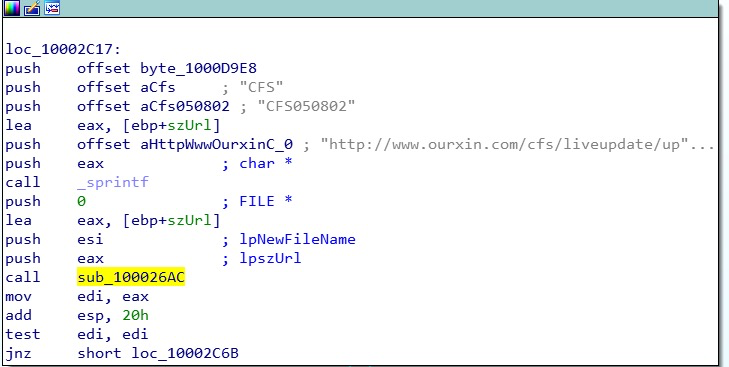 loc_10002C17:
push    offset byte_1000D9E8
push    offset aCfs     ; "CFS"
push    offset aCfs050802 ; "CFS050802"
lea     eax, [ebp+szUrl]
push    offset aHttpWwwOurxinC_0 ; "http://www.ourxin.com/cfs/liveupdate/up"...
push    eax             ; char *
call    _sprintf
push    0               ; FILE *
lea     eax, [ebp+szUrl]
push    esi             ; lpNewFileName
push    eax             ; lpszUrl
call    sub_100026AC
mov     edi, eax
add     esp, 20h
test    edi, edi
jnz     short loc_10002C6B